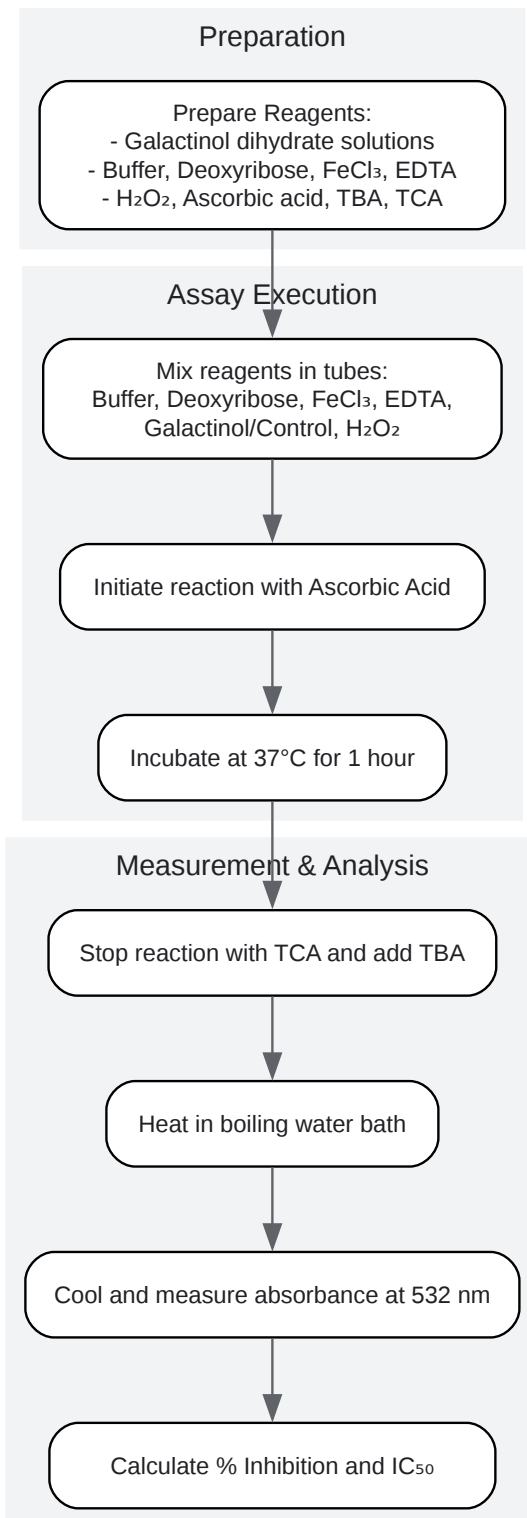 Preparation
Prepare Reagents:
- Galactinol dihydrate solutions
- Buffer, Deoxyribose, FeCl₃, EDTA
- H₂O₂, Ascorbic acid, TBA, TCA
Assay Execution
Mix reagents in tubes:
Buffer, Deoxyribose, FeCl₃, EDTA,
Galactinol/Control, H₂O₂
Initiate reaction with Ascorbic Acid
Incubate at 37°C for 1 hour
Measurement & Analysis
Stop reaction with TCA and add TBA
Heat in boiling water bath
Cool and measure absorbance at 532 nm
Calculate % Inhibition and IC₅₀